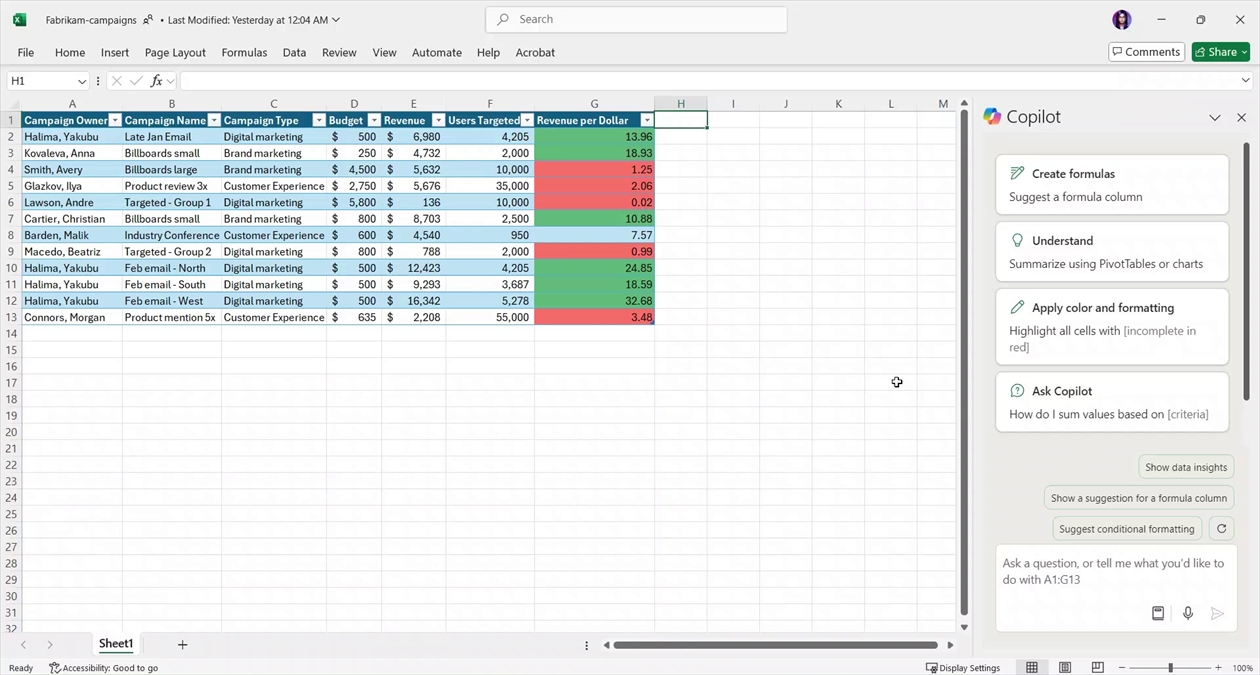 Fabrikam-campaigns • Last Modified: Yesterday at 12:04 AM
Search
File Home Insert Page Layout Formulas Data Review View Automate Help Acrobat
Comments Share
H1 fx
A B C D E F G H I J K L M
1 Campaign Owner Campaign Name Campaign Type Budget Revenue Users Targeted Revenue per Dollar
2 Halima, Yakubu Late Jan Email Digital marketing $ 500 $ 6,980 4,205 13.96
3 Kovaleva, Anna Billboards small Brand marketing $ 250 $ 4,732 2,000 18.93
4 Smith, Avery Billboards large Brand marketing $ 4,500 $ 5,632 10,000 1.25
5 Glazkov, Ilya Product review 3x Customer Experience $ 2,750 $ 5,676 35,000 2.06
6 Lawson, Andre Targeted - Group 1 Digital marketing $ 5,800 $ 136 10,000 0.02
7 Cartier, Christian Billboards small Brand marketing $ 800 $ 8,703 2,500 10.88
8 Barden, Malik Industry Conference Customer Experience $ 600 $ 4,540 950 7.57
9 Macedo, Beatriz Targeted - Group 2 Digital marketing $ 800 $ 788 2,000 0.99
10 Halima, Yakubu Feb email - North Digital marketing $ 500 $ 12,423 4,205 24.85
11 Halima, Yakubu Feb email - South Digital marketing $ 500 $ 9,293 3,687 18.59
12 Halima, Yakubu Feb email - West Digital marketing $ 500 $ 16,342 5,278 32.68
13 Connors, Morgan Product mention 5x Customer Experience $ 635 $ 2,208 55,000 3.48
14
15
16
17
18
19
20
21
22
23
24
25
26
27
28
29
30
31
32
Copilot
Create formulas
Suggest a formula column
Understand
Summarize using PivotTables or charts
Apply color and formatting
Highlight all cells with [incomplete in
red]
Ask Copilot
How do I sum values based on [criteria]
Show data insights
Show a suggestion for a formula column
Suggest conditional formatting
Ask a question, or tell me what you'd like to
do with A1:G13
Sheet1
Ready Accessibility: Good to go
Display Settings 100%